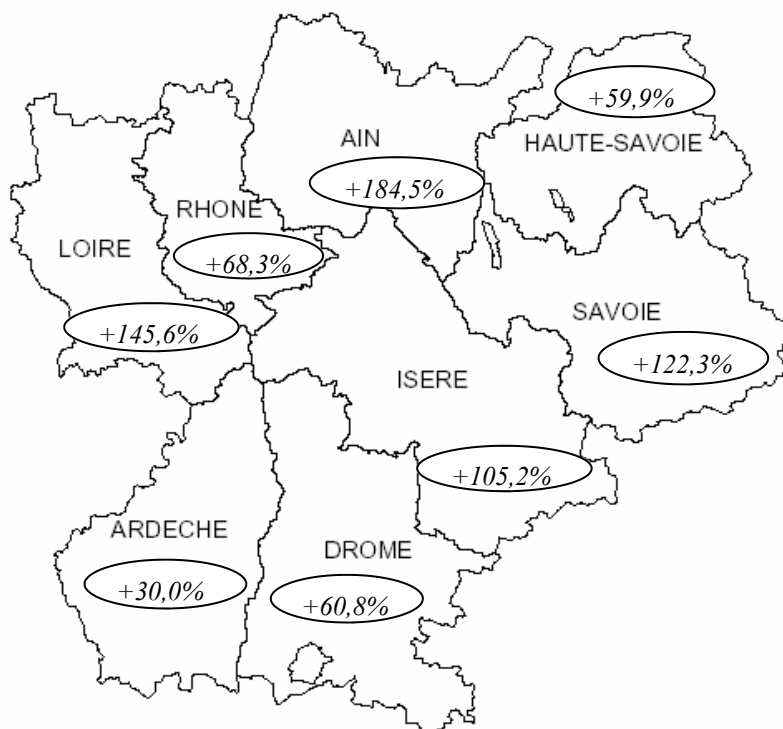 +59,9%
HAUTE-SAVOIE
AIN
+184,5%
RHONE
+68,3%
LOIRE
+145,6%
SAVOIE
+122,3%
ISERE
+105,2%
ARDECHE
+30,0%
DROME
+60,8%